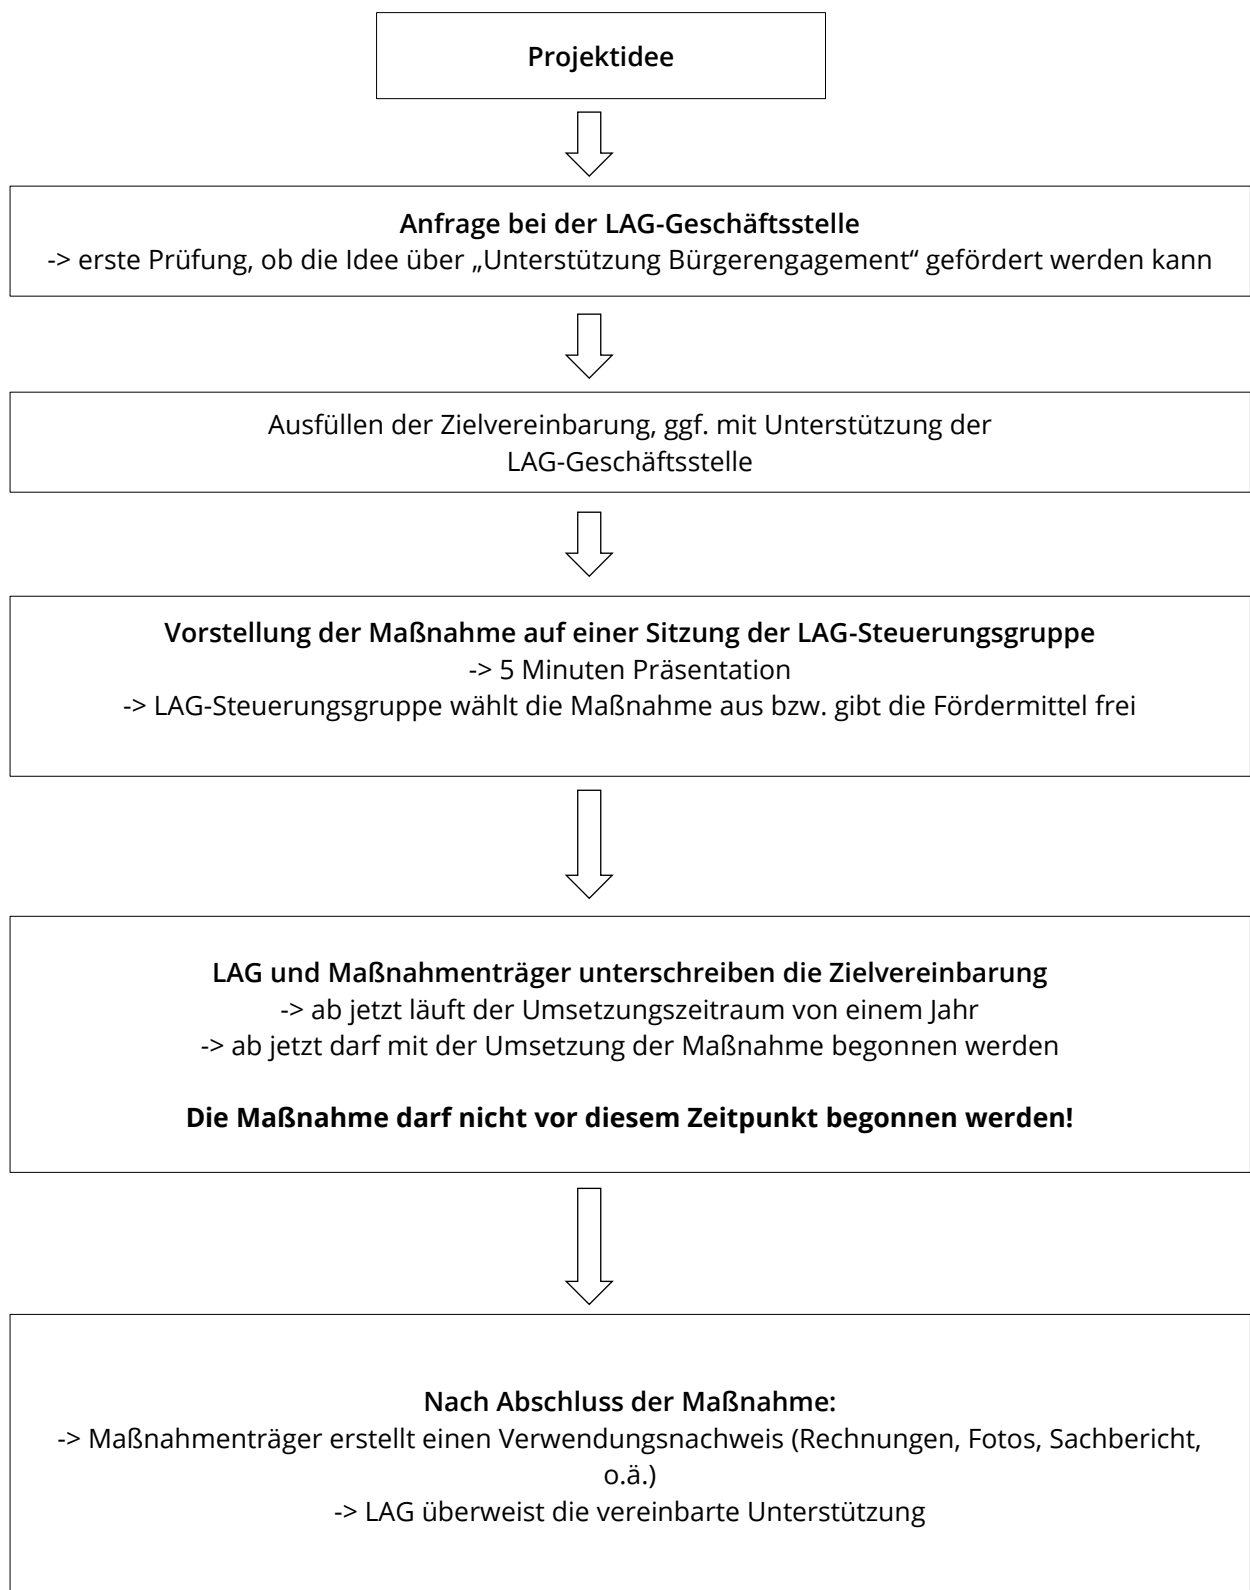 Projektidee
Anfrage bei der LAG-Geschäftsstelle
-> erste Prüfung, ob die Idee über „Unterstützung Bürgerengagement“ gefördert werden kann
Ausfüllen der Zielvereinbarung, ggf. mit Unterstützung der
LAG-Geschäftsstelle
Vorstellung der Maßnahme auf einer Sitzung der LAG-Steuerungsgruppe
-> 5 Minuten Präsentation
-> LAG-Steuerungsgruppe wählt die Maßnahme aus bzw. gibt die Fördermittel frei
LAG und Maßnahmenträger unterschreiben die Zielvereinbarung
-> ab jetzt läuft der Umsetzungszeitraum von einem Jahr
-> ab jetzt darf mit der Umsetzung der Maßnahme begonnen werden
Die Maßnahme darf nicht vor diesem Zeitpunkt begonnen werden!
Nach Abschluss der Maßnahme:
-> Maßnahmenträger erstellt einen Verwendungsnachweis (Rechnungen, Fotos, Sachbericht,
o.ä.)
-> LAG überweist die vereinbarte Unterstützung